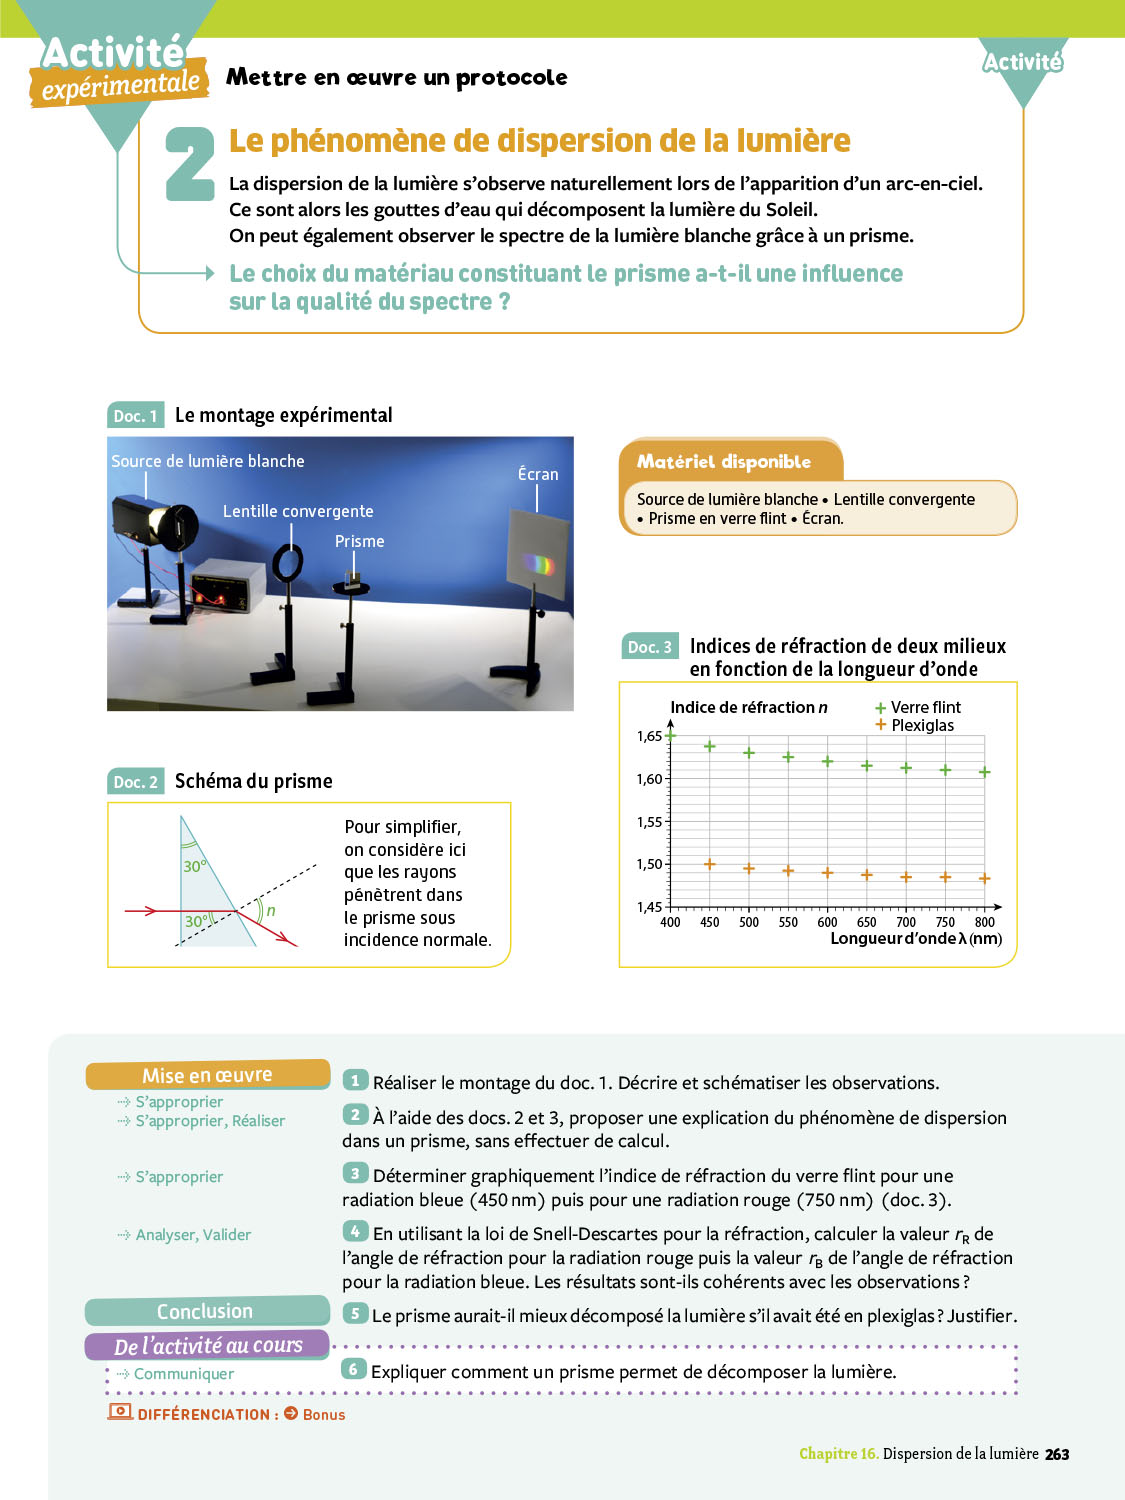 Activité
expérimentale
Mettre en œuvre un protocole
Activité
2
Le phénomène de dispersion de la lumière
La dispersion de la lumière s'observe naturellement lors de l'apparition d'un arc-en-ciel.
Ce sont alors les gouttes d'eau qui décomposent la lumière du Soleil.
On peut également observer le spectre de la lumière blanche grâce à un prisme.
Le choix du matériau constituant le prisme a-t-il une influence
sur la qualité du spectre ?
Doc. 1 Le montage expérimental
Source de lumière blanche
Lentille convergente
Prisme
Écran
Matériel disponible
Source de lumière blanche • Lentille convergente
• Prisme en verre flint • Écran.
Doc. 2 Schéma du prisme
30°
30°
n
Pour simplifier,
on considère ici
que les rayons
pénètrent dans
le prisme sous
incidence normale.
Doc. 3 Indices de réfraction de deux milieux
en fonction de la longueur d'onde
Indice de réfraction n
+ Verre flint
+ Plexiglas
1,65
1,60
1,55
1,50
1,45
400 450 500 550 600 650 700 750 800
Longueur d'onde λ (nm)
Mise en œuvre
S'approprier
1 Réaliser le montage du doc. 1. Décrire et schématiser les observations.
S'approprier, Réaliser
2 À l'aide des docs. 2 et 3, proposer une explication du phénomène de dispersion
dans un prisme, sans effectuer de calcul.
S'approprier
3 Déterminer graphiquement l'indice de réfraction du verre flint pour une
radiation bleue (450 nm) puis pour une radiation rouge (750 nm) (doc. 3).
Analyser, Valider
4 En utilisant la loi de Snell-Descartes pour la réfraction, calculer la valeur rR de
l'angle de réfraction pour la radiation rouge puis la valeur rB de l'angle de réfraction
pour la radiation bleue. Les résultats sont-ils cohérents avec les observations ?
Conclusion
5 Le prisme aurait-il mieux décomposé la lumière s'il avait été en plexiglas ? Justifier.
De l'activité au cours
Communiquer
6 Expliquer comment un prisme permet de décomposer la lumière.
DIFFÉRENCIATION : Bonus
Chapitre 16. Dispersion de la lumière 263